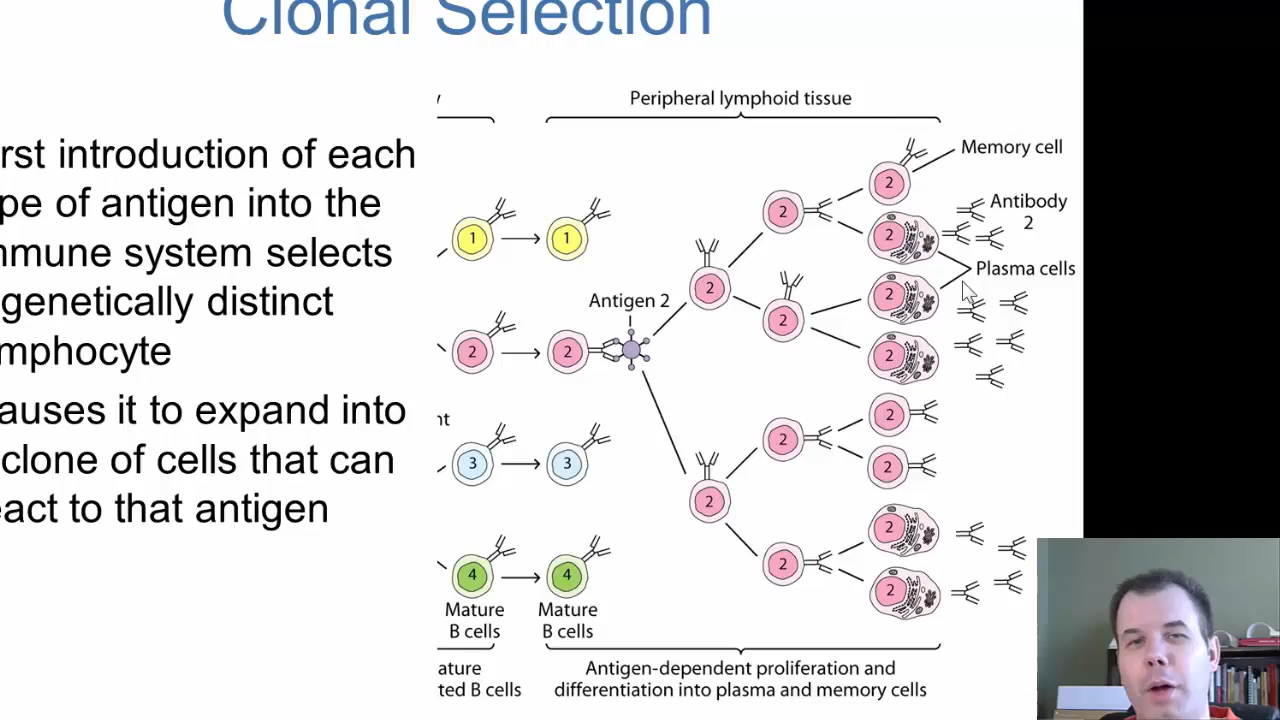 Clonal Selection
rst introduction of each
pe of antigen into the
mmune system selects
genetically distinct
mphocyte
auses it to expand into
clone of cells that can
eact to that antigen
y
Peripheral lymphoid tissue
Memory cell
Antibody
2
Plasma cells
Antigen 2
1 1
2 2
nt
3 3
4 4
2 2 2 2 2 2 2 2 2 2 2 2 2 2
Mature
B cells
Mature
B cells
ature
ted B cells
Antigen-dependent proliferation and
differentiation into plasma and memory cells